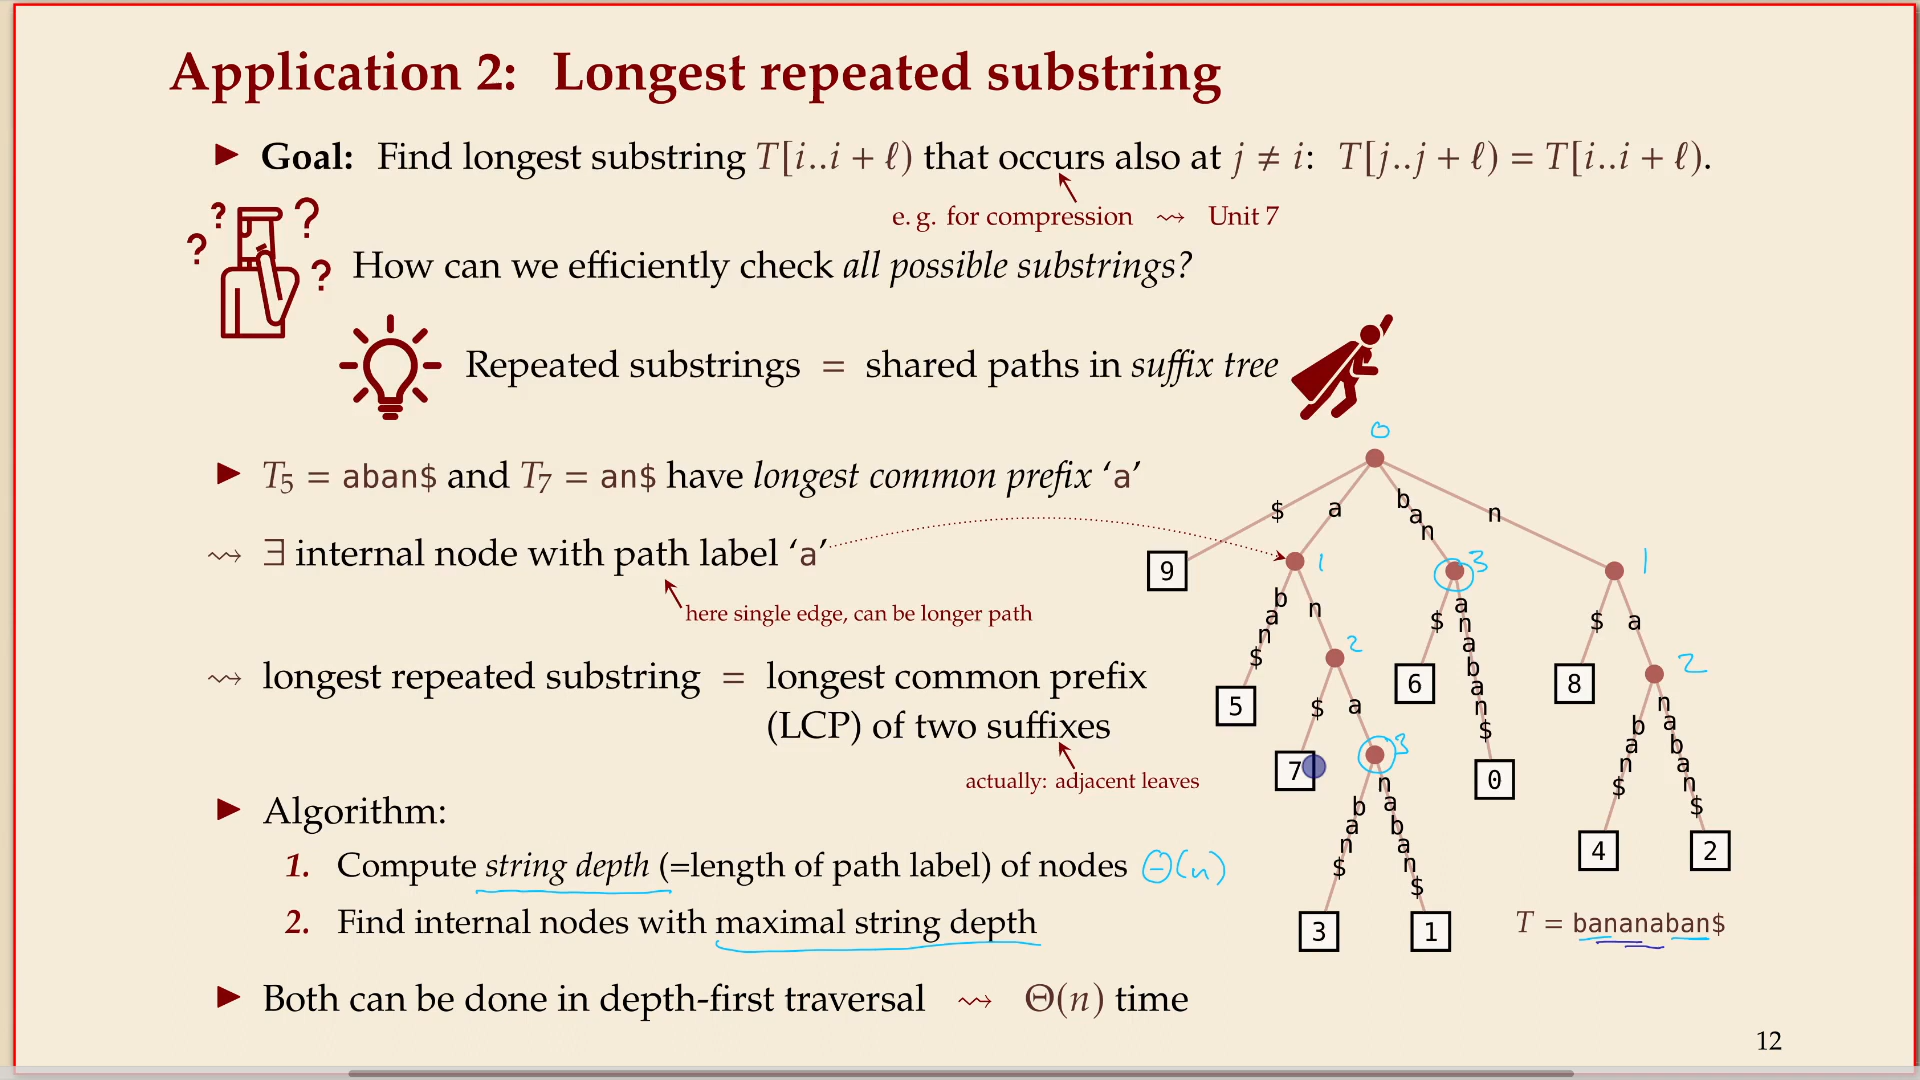 Application 2: Longest repeated substring
▶ Goal: Find longest substring T[i..i + ℓ) that occurs also at j ≠ i: T[j..j + ℓ) = T[i..i + ℓ).
e. g. for compression ⇝ Unit 7
? ? ? ?
How can we efficiently check all possible substrings?
Repeated substrings = shared paths in suffix tree
▶ T₅ = aban$ and T₇ = an$ have longest common prefix ‘a’
⇝ ∃ internal node with path label ‘a’
here single edge, can be longer path
⇝ longest repeated substring = longest common prefix
(LCP) of two suffixes
actually: adjacent leaves
▶ Algorithm:
1. Compute string depth (=length of path label) of nodes Θ(n)
2. Find internal nodes with maximal string depth
▶ Both can be done in depth-first traversal ⇝ Θ(n) time
0
$ a ban n
9 1 3 1
ban$ n $ anaban$ $ a
5 2 6 0 8 2
$ a ban$ naban$
7 3 4 2
ban$ naban$
3 1
T = bananaban$
12